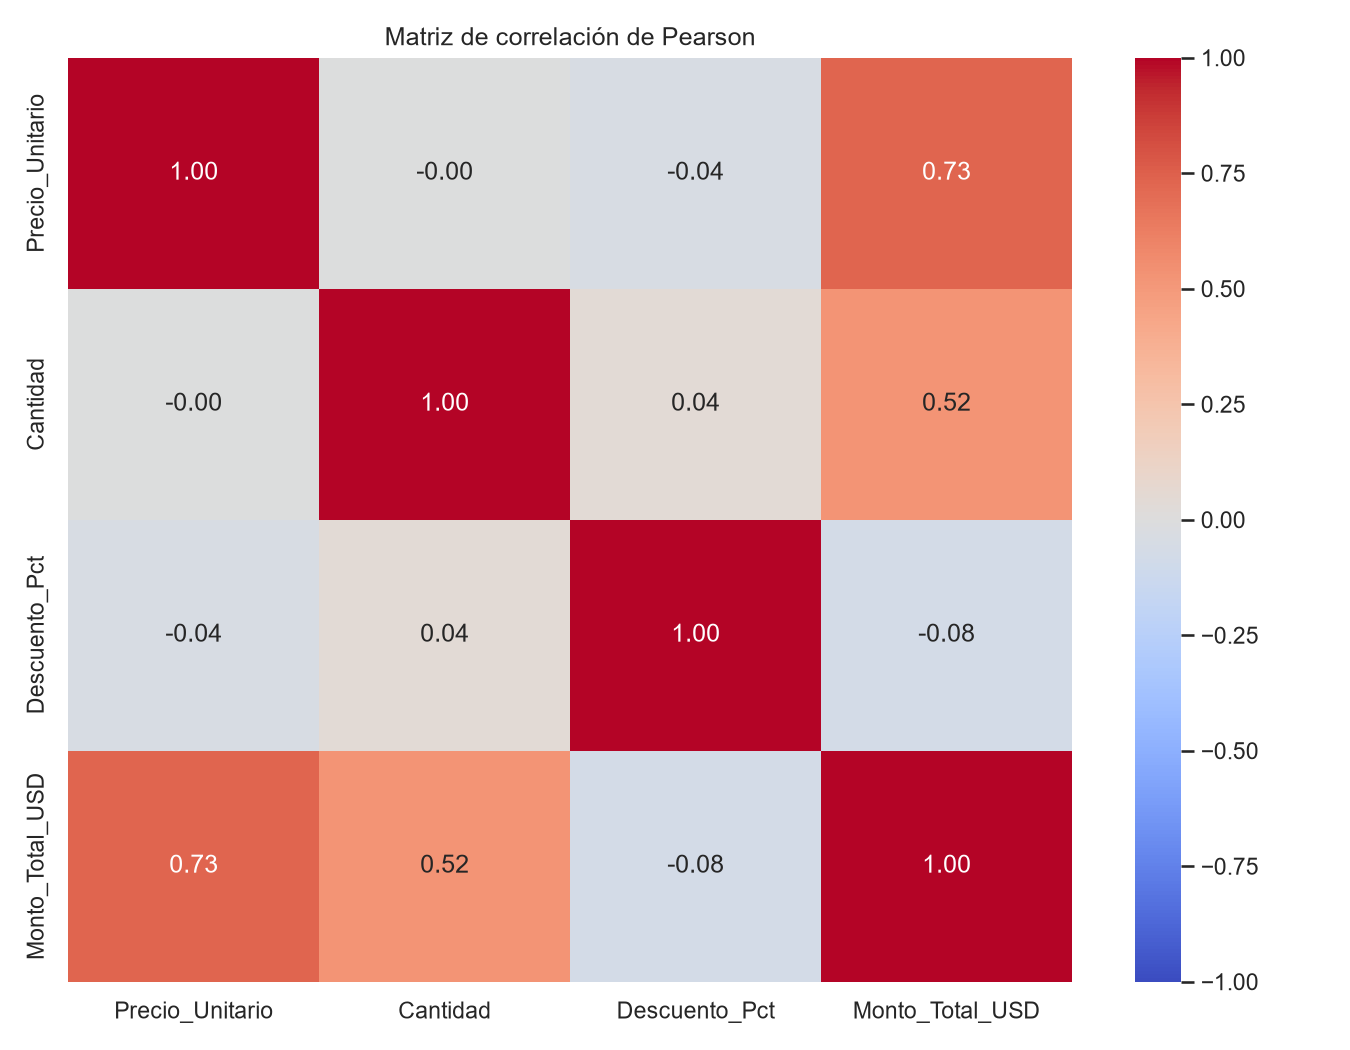 Matriz de correlación de Pearson
Precio_Unitario
1.00
-0.00
-0.04
0.73
Cantidad
-0.00
1.00
0.04
0.52
Descuento_Pct
-0.04
0.04
1.00
-0.08
Monto_Total_USD
0.73
0.52
-0.08
1.00
Precio_Unitario
Cantidad
Descuento_Pct
Monto_Total_USD
1.00
0.75
0.50
0.25
0.00
−0.25
−0.50
−0.75
−1.00